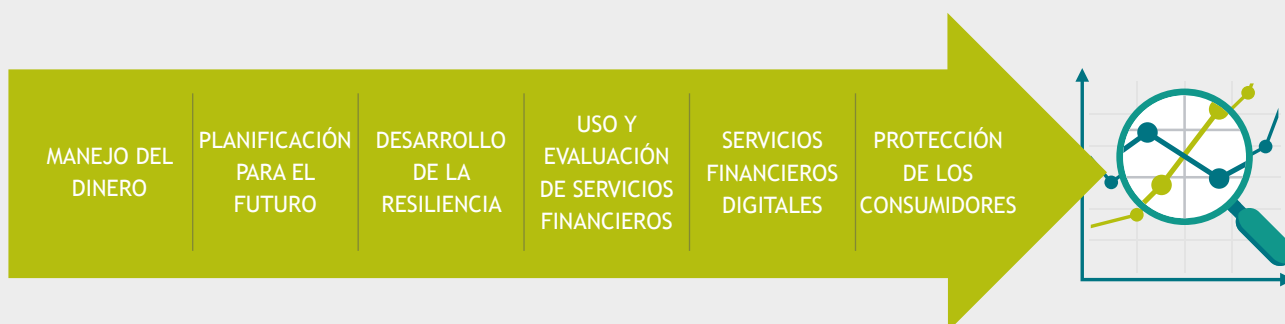 MANEJO DEL
DINERO
PLANIFICACIÓN
PARA EL
FUTURO
DESARROLLO
DE LA
RESILIENCIA
USO Y
EVALUACIÓN
DE SERVICIOS
FINANCIEROS
SERVICIOS
FINANCIEROS
DIGITALES
PROTECCIÓN
DE LOS
CONSUMIDORES